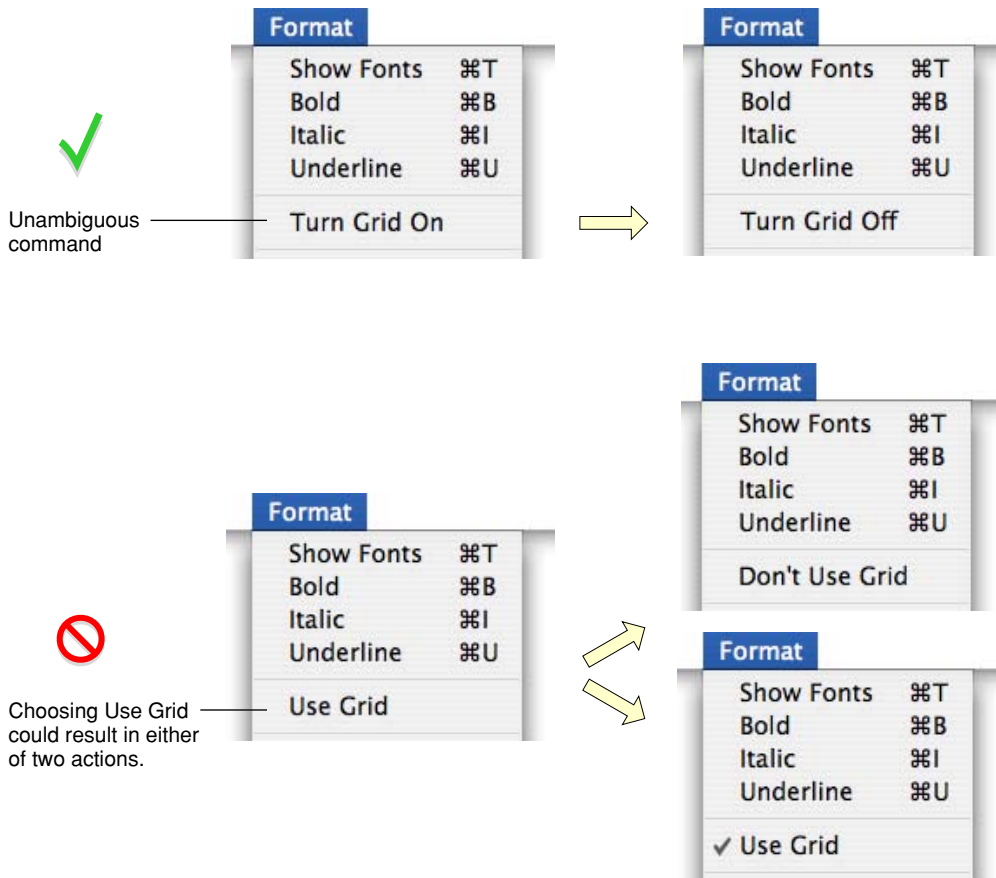 Format
Show Fonts ⌘T
Bold ⌘B
Italic ⌘I
Underline ⌘U
Turn Grid On
Unambiguous
command
Format
Show Fonts ⌘T
Bold ⌘B
Italic ⌘I
Underline ⌘U
Turn Grid Off
Format
Show Fonts ⌘T
Bold ⌘B
Italic ⌘I
Underline ⌘U
Use Grid
Choosing Use Grid
could result in either
of two actions.
Format
Show Fonts ⌘T
Bold ⌘B
Italic ⌘I
Underline ⌘U
Don't Use Grid
Format
Show Fonts ⌘T
Bold ⌘B
Italic ⌘I
Underline ⌘U
✓ Use Grid